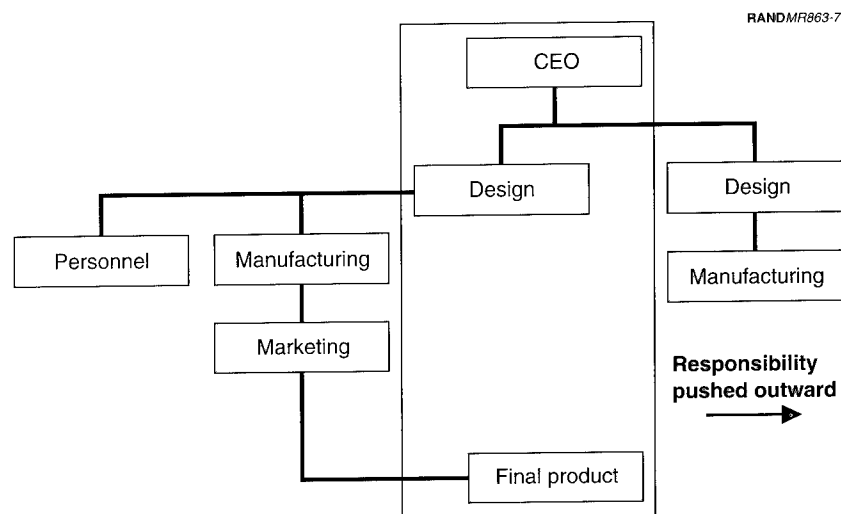 RANDMR863-7
CEO
Design
Design
Personnel
Manufacturing
Manufacturing
Marketing
Responsibility
pushed outward
Final product